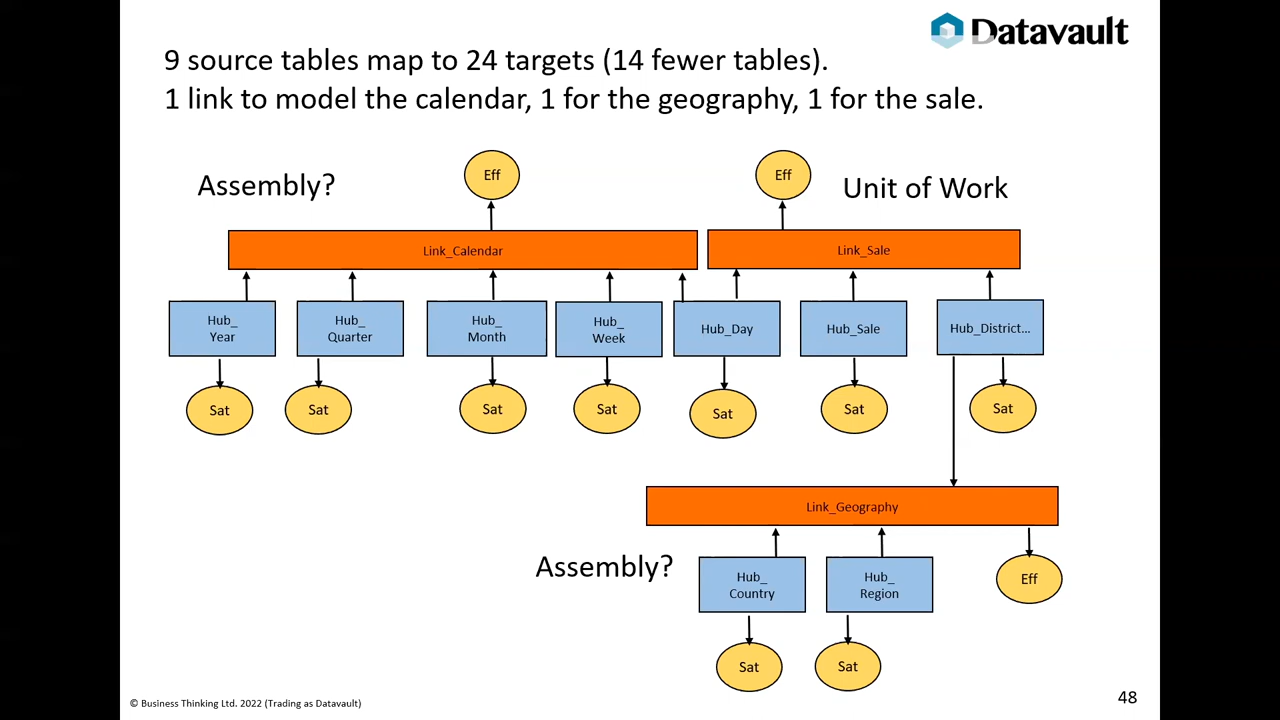 Datavault
9 source tables map to 24 targets (14 fewer tables).
1 link to model the calendar, 1 for the geography, 1 for the sale.
Assembly?
Eff
Eff
Unit of Work
Link_Calendar
Link_Sale
Hub_
Year
Hub_
Quarter
Hub_
Month
Hub_
Week
Hub_Day
Hub_Sale
Hub_District...
Sat
Sat
Sat
Sat
Sat
Sat
Sat
Link_Geography
Assembly?
Hub_
Country
Hub_
Region
Eff
Sat
Sat
© Business Thinking Ltd. 2022 (Trading as Datavault)
48